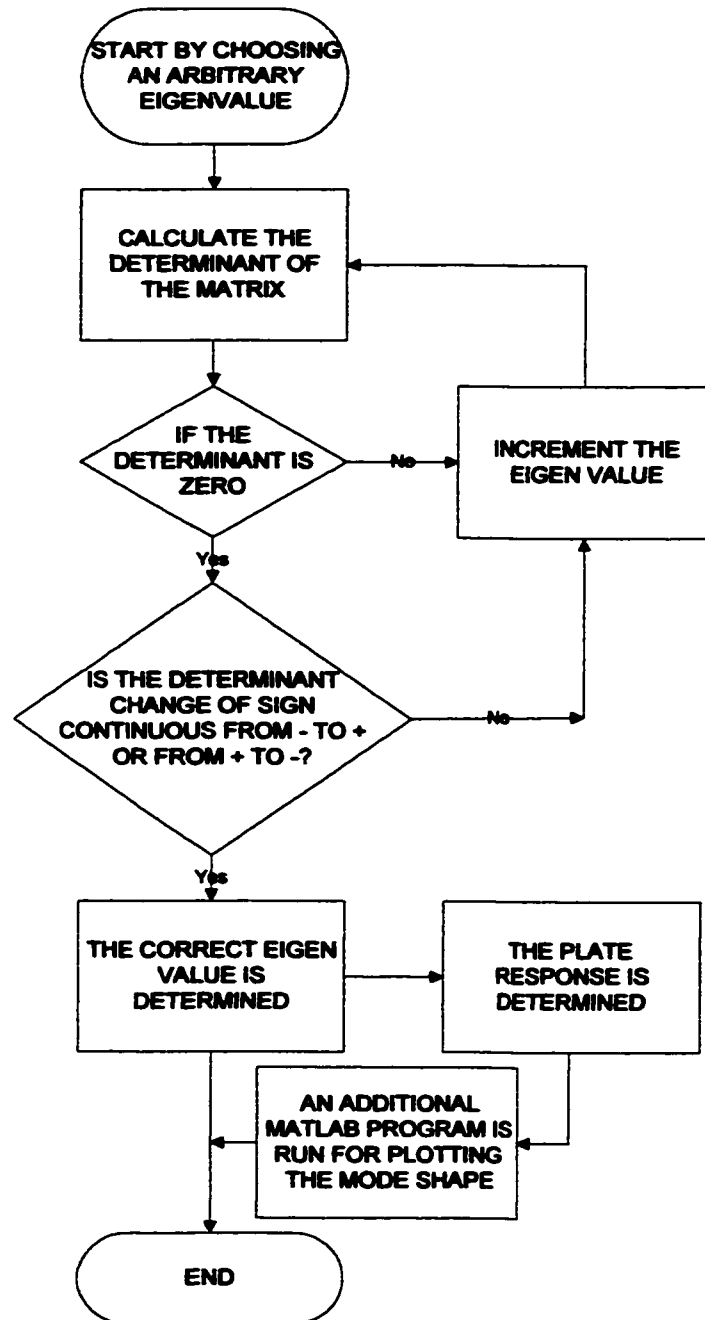 START BY CHOOSING
AN ARBITRARY
EIGENVALUE
CALCULATE THE
DETERMINANT OF
THE MATRIX
IF THE
DETERMINANT IS
ZERO
No
INCREMENT THE
EIGEN VALUE
Yes
IS THE DETERMINANT
CHANGE OF SIGN
CONTINUOUS FROM - TO +
OR FROM + TO -?
No
Yes
THE CORRECT EIGEN
VALUE IS
DETERMINED
THE PLATE
RESPONSE IS
DETERMINED
AN ADDITIONAL
MATLAB PROGRAM IS
RUN FOR PLOTTING
THE MODE SHAPE
END